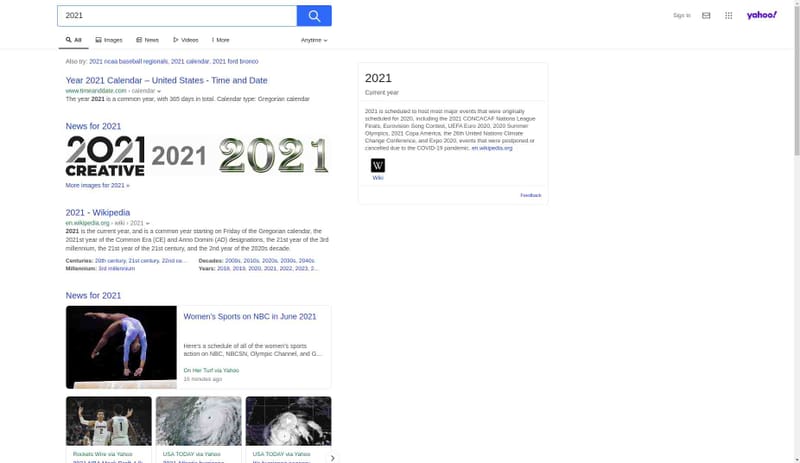 2021
Sign In
yahoo!
All
Images
News
Videos
More
Anytime
Also try: 2021 ncaa baseball regionals, 2021 calendar, 2021 ford bronco
Year 2021 Calendar – United States - Time and Date
www.timeanddate.com › calendar
The year 2021 is a common year, with 365 days in total. Calendar type: Gregorian calendar
News for 2021
2021
CREATIVE
2021
2021
More images for 2021 »
2021 - Wikipedia
en.wikipedia.org › wiki › 2021
2021 is the current year, and is a common year starting on Friday of the Gregorian calendar, the
2021st year of the Common Era (CE) and Anno Domini (AD) designations, the 21st year of the 3rd
millennium, the 21st year of the 21st century, and the 2nd year of the 2020s decade.
Centuries: 20th century, 21st century, 22nd ce...
Decades: 2000s, 2010s, 2020s, 2030s, 2040s.
Millennium: 3rd millennium
Years: 2018, 2019, 2020, 2021, 2022, 2023, 2...
News for 2021
Women's Sports on NBC in June 2021
Here's a schedule of all of the women's sports
action on NBC, NBCSN, Olympic Channel, and G...
On Her Turf via Yahoo
15 minutes ago
Rockets Wire via Yahoo
USA TODAY via Yahoo
USA TODAY via Yahoo
2021
Current year
2021 is scheduled to host most major events that were originally
scheduled for 2020, including the 2021 CONCACAF Nations League
Finals, Eurovision Song Contest, UEFA Euro 2020, 2020 Summer
Olympics, 2021 Copa América, the 26th United Nations Climate
Change Conference, and Expo 2020, events that were postponed or
cancelled due to the COVID-19 pandemic. en.wikipedia.org
W
Wiki
Feedback